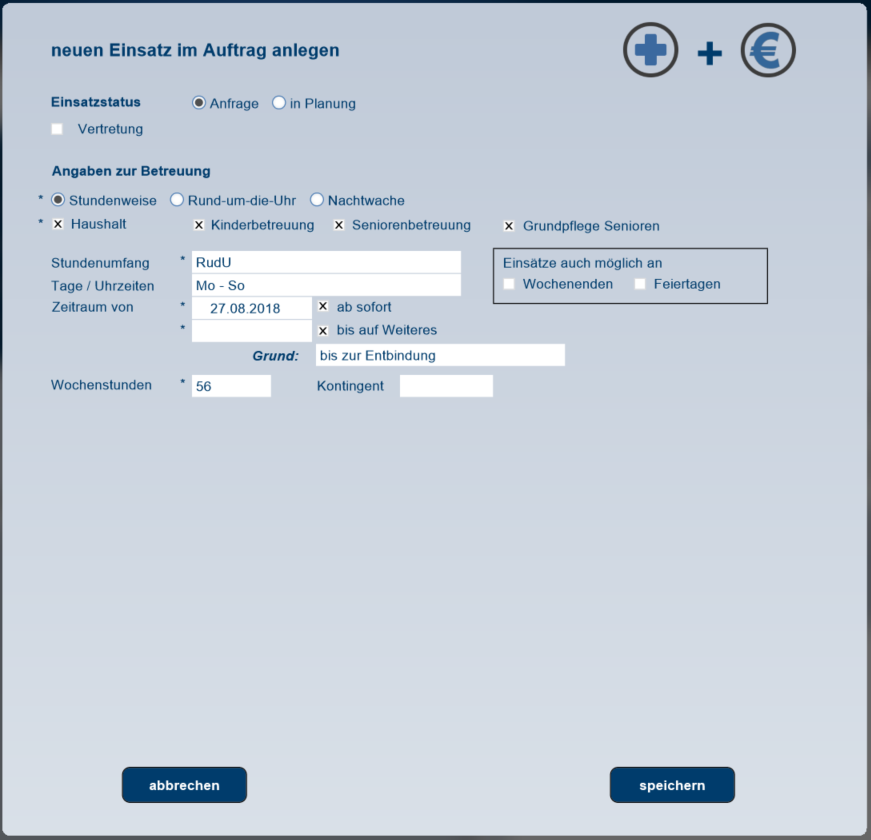 neuen Einsatz im Auftrag anlegen
+ €
Einsatzstatus Anfrage in Planung
Vertretung
Angaben zur Betreuung
* Stundenweise Rund-um-die-Uhr Nachtwache
* x Haushalt x Kinderbetreuung x Seniorenbetreuung x Grundpflege Senioren
Stundenumfang * RudU
Tage / Uhrzeiten Mo - So
Zeitraum von * 27.08.2018 x ab sofort
* x bis auf Weiteres
Grund: bis zur Entbindung
Einsätze auch möglich an
Wochenenden Feiertagen
Wochenstunden * 56 Kontingent
abbrechen speichern